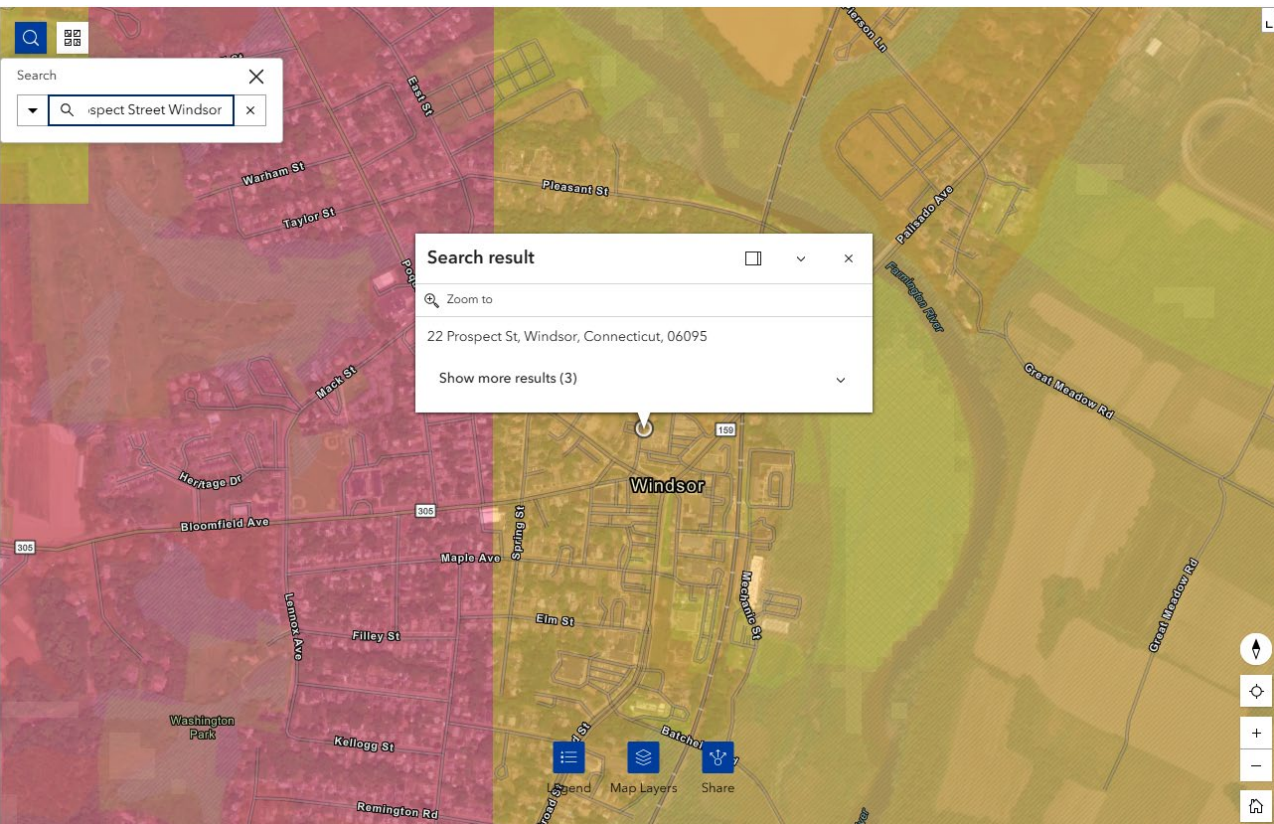 Search
spect Street Windsor
Search result
Zoom to
22 Prospect St, Windsor, Connecticut, 06095
Show more results (3)
East St
Warham St
Taylor St
Pleasant St
Palisado Ave
Farmington River
Great Meadow Rd
Mack St
159
Heritage Dr
Windsor
305
Bloomfield Ave
305
Spring St
Maple Ave
Mechanic St
Great Meadow Rd
Lennox Ave
Elm St
Filley St
Washington
Park
Kellogg St
Legend
Map Layers
Share
Remington Rd